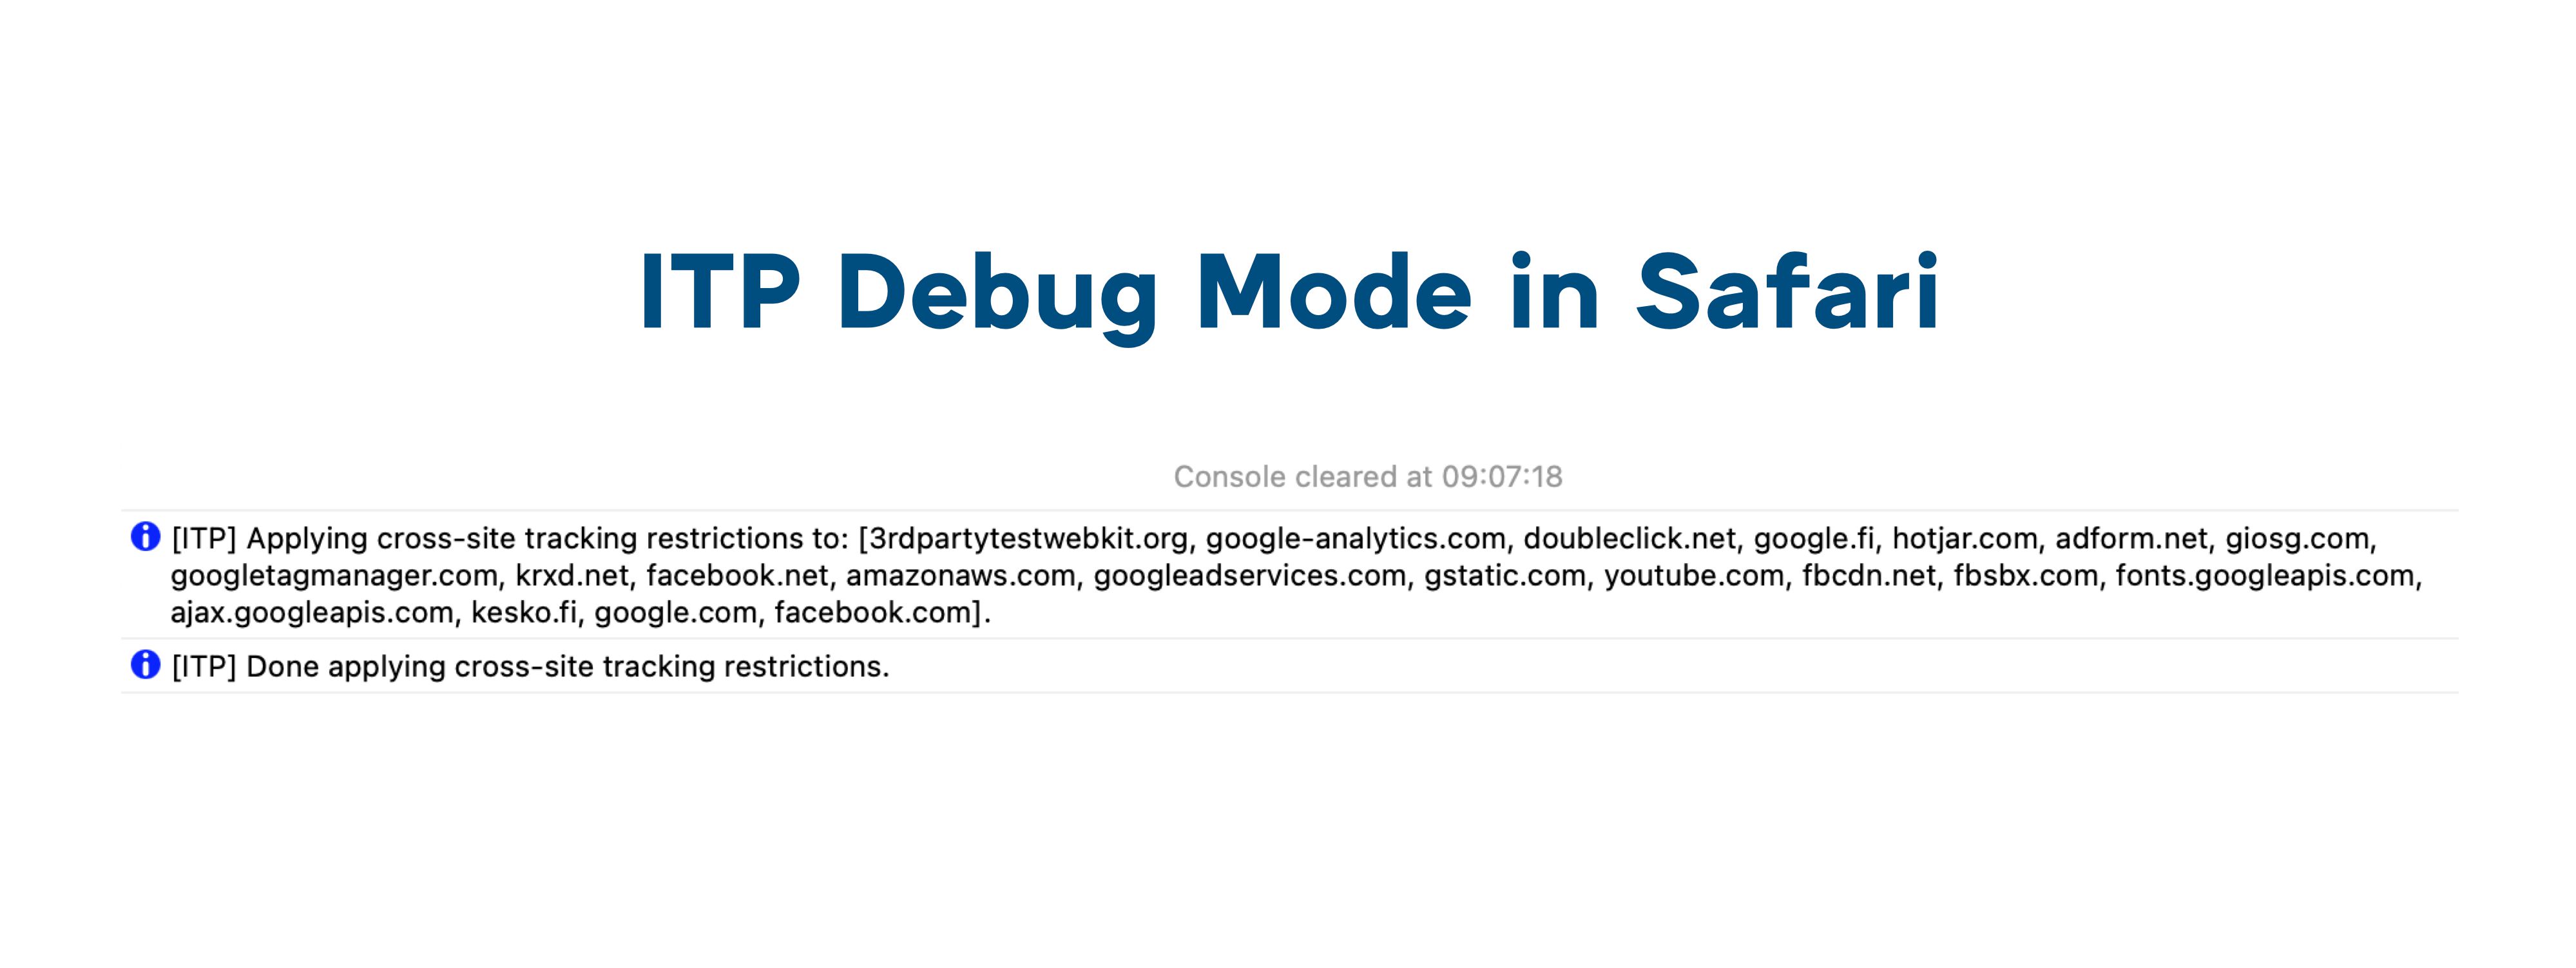 ITP Debug Mode in Safari
Console cleared at 09:07:18
[ITP] Applying cross-site tracking restrictions to: [3rdpartytestwebkit.org, google-analytics.com, doubleclick.net, google.fi, hotjar.com, adform.net, giosg.com,
googletagmanager.com, krxd.net, facebook.net, amazonaws.com, googleadservices.com, gstatic.com, youtube.com, fbcdn.net, fbsbx.com, fonts.googleapis.com,
ajax.googleapis.com, kesko.fi, google.com, facebook.com].
[ITP] Done applying cross-site tracking restrictions.